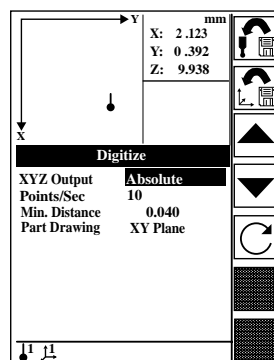 Y mm
X: 2.123
Y: 0.392
Z: 9.938
X
Digitize
XYZ Output Absolute
Points/Sec 10
Min. Distance 0.040
Part Drawing XY Plane
1 1